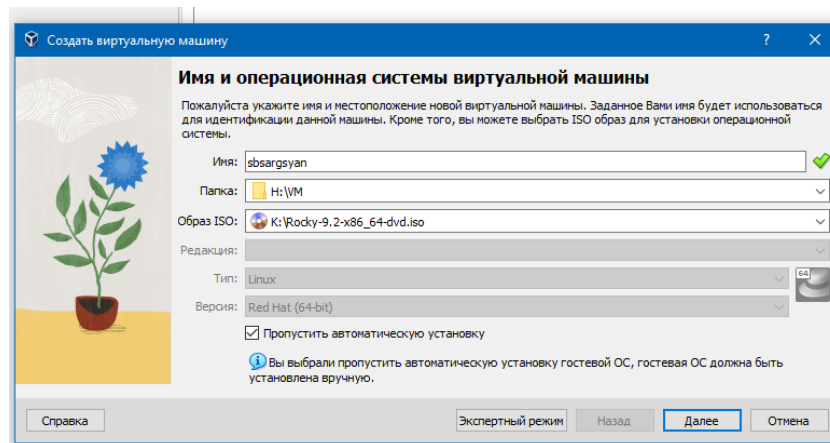 Создать виртуальную машину
Имя и операционная системы виртуальной машины
Пожалуйста укажите имя и местоположение новой виртуальной машины. Заданное Вами имя будет использоваться
для идентификации данной машины. Кроме того, вы можете выбрать ISO образ для установки операционной
системы.
Имя: sbsargsyan
Папка: H:\VM
Образ ISO: K:\Rocky-9.2-x86_64-dvd.iso
Редакция:
Тип: Linux
64
Версия: Red Hat (64-bit)
Пропустить автоматическую установку
Вы выбрали пропустить автоматическую установку гостевой ОС, гостевая ОС должна быть
установлена вручную.
Справка Экспертный режим Назад Далее Отмена